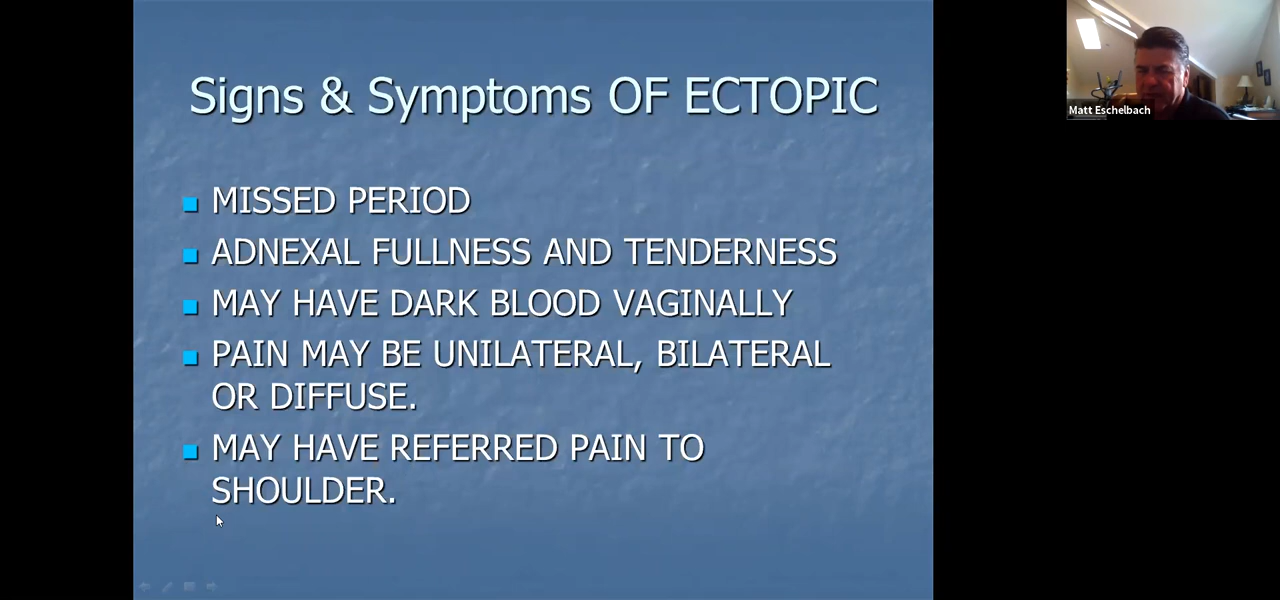 Signs & Symptoms OF ECTOPIC
MISSED PERIOD
ADNEXAL FULLNESS AND TENDERNESS
MAY HAVE DARK BLOOD VAGINALLY
PAIN MAY BE UNILATERAL, BILATERAL
OR DIFFUSE.
MAY HAVE REFERRED PAIN TO
SHOULDER.
Matt Eschelbach